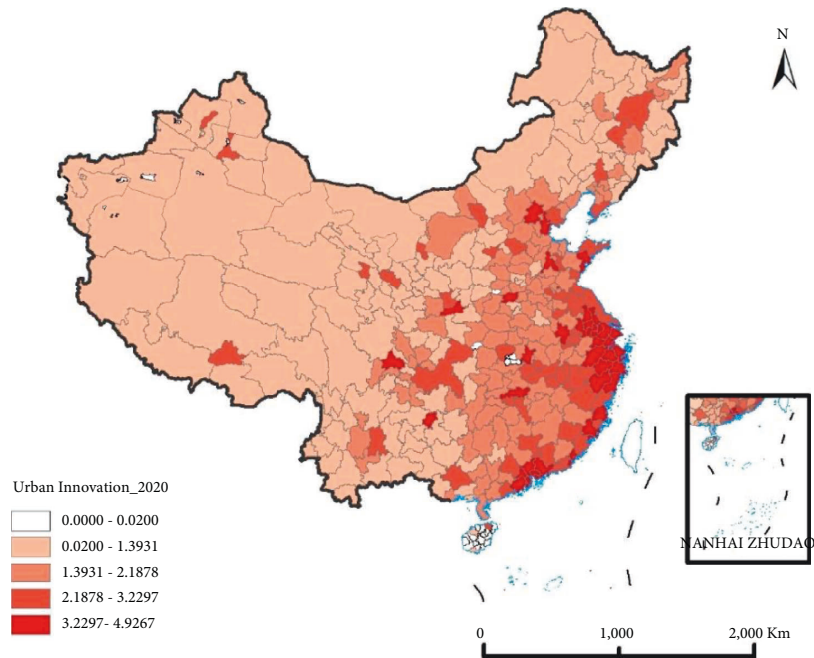 N
Urban Innovation_2020
0.0000 - 0.0200
0.0200 - 1.3931
1.3931 - 2.1878
2.1878 - 3.2297
3.2297- 4.9267
NANHAI ZHUDAO
0 1,000 2,000 Km